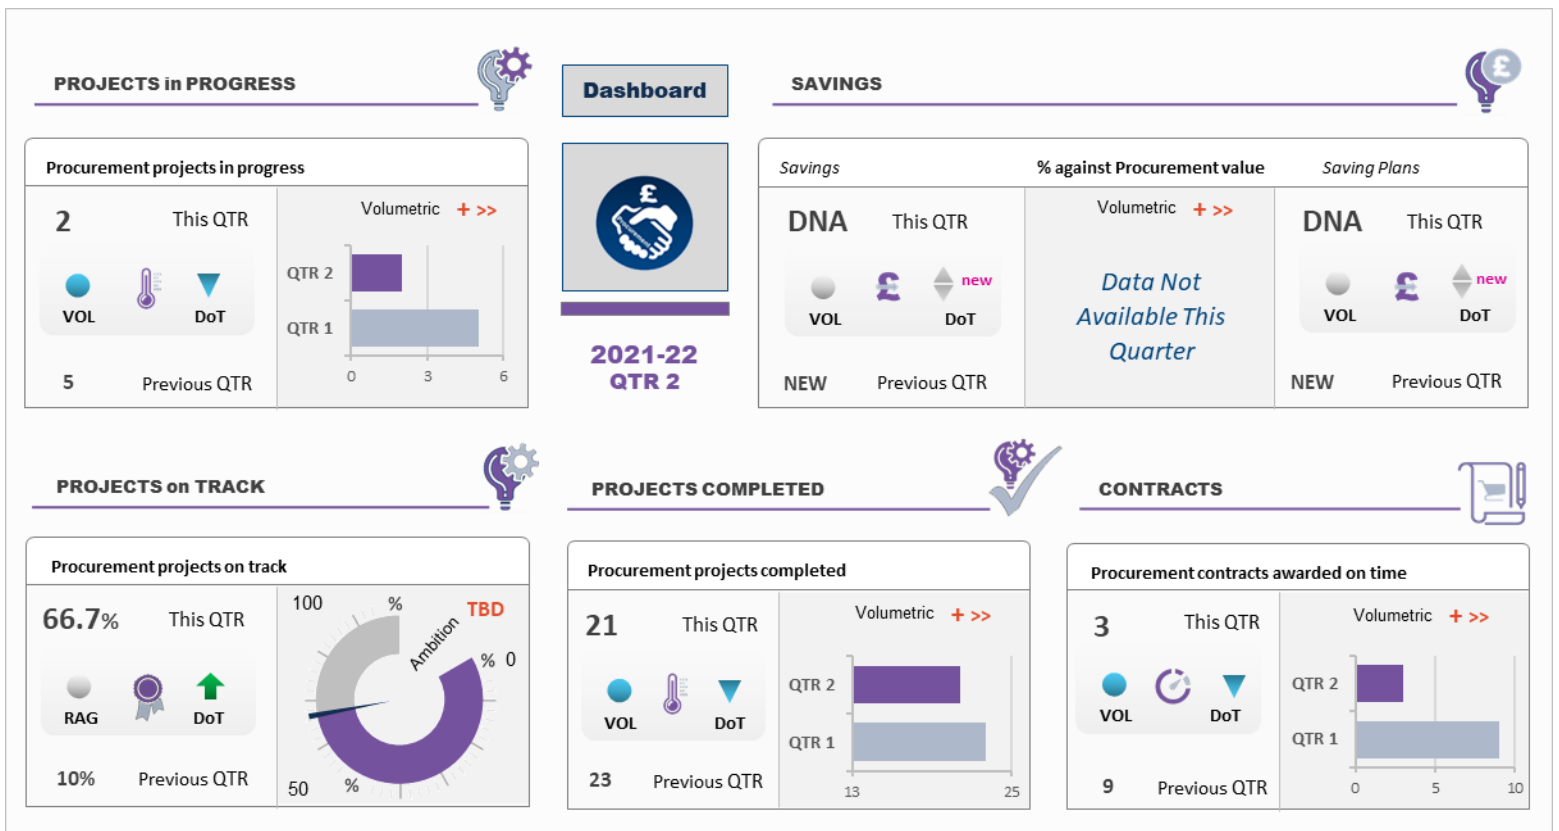 PROJECTS in PROGRESS
Procurement projects in progress
2
This QTR
VOL
DoT
5
Previous QTR
Volumetric + >>
QTR 2
QTR 1
0 3 6
Dashboard
£
Procurement
2021-22
QTR 2
SAVINGS
£
Savings
% against Procurement value
Saving Plans
DNA
This QTR
VOL
£
new
DoT
NEW
Previous QTR
Volumetric + >>
Data Not
Available This
Quarter
DNA
This QTR
VOL
£
new
DoT
NEW
Previous QTR
PROJECTS on TRACK
Procurement projects on track
66.7%
This QTR
RAG
DoT
10%
Previous QTR
100
%
TBD
Ambition
% 0
50
%
PROJECTS COMPLETED
Procurement projects completed
21
This QTR
VOL
DoT
23
Previous QTR
Volumetric + >>
QTR 2
QTR 1
13 25
CONTRACTS
Procurement contracts awarded on time
3
This QTR
VOL
DoT
9
Previous QTR
Volumetric + >>
QTR 2
QTR 1
0 5 10